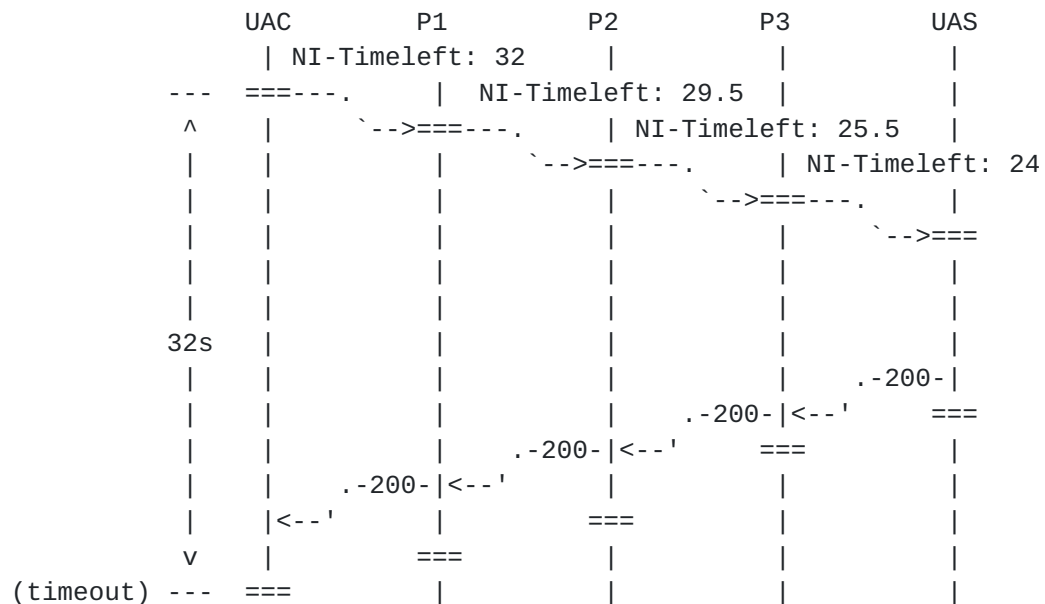 UAC         P1         P2         P3         UAS
                  | NI-Timeleft: 32     |          |          |
           ---  ===---.     |  NI-Timeleft: 29.5  |          |
            ^     |     `-->===---.     | NI-Timeleft: 25.5   |
            |     |          |     `-->===---.     | NI-Timeleft: 24
            |     |          |          |     `-->===---.     |
            |     |          |          |          |     `-->===
            |     |          |          |          |          |
            |     |          |          |          |          |
           32s    |          |          |          |          |
            |     |          |          |          |    .-200-|
            |     |          |          |    .-200-|<--'     ===
            |     |          |    .-200-|<--'     ===         |
            |     |    .-200-|<--'      |          |          |
            |     |<--'      |         ===         |          |
            v     |         ===         |          |          |
 (timeout) ---   ===         |          |          |          |